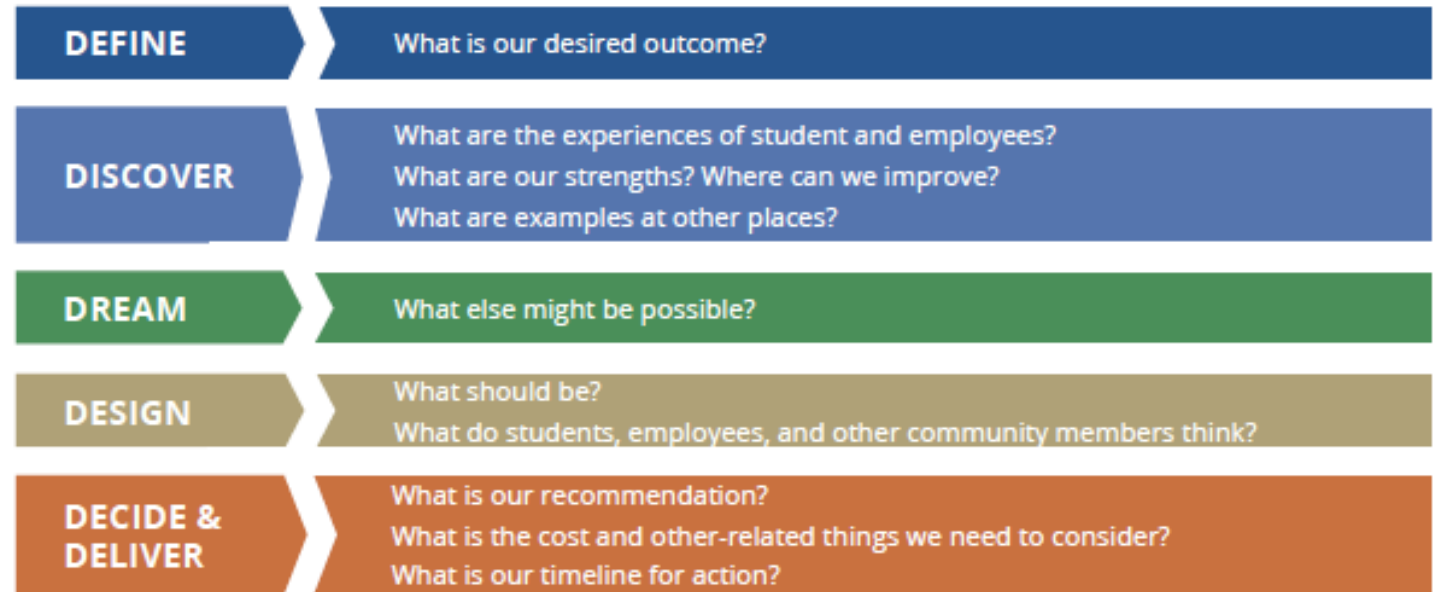 DEFINE
What is our desired outcome?
DISCOVER
What are the experiences of student and employees?
What are our strengths? Where can we improve?
What are examples at other places?
DREAM
What else might be possible?
DESIGN
What should be?
What do students, employees, and other community members think?
DECIDE &
DELIVER
What is our recommendation?
What is the cost and other-related things we need to consider?
What is our timeline for action?